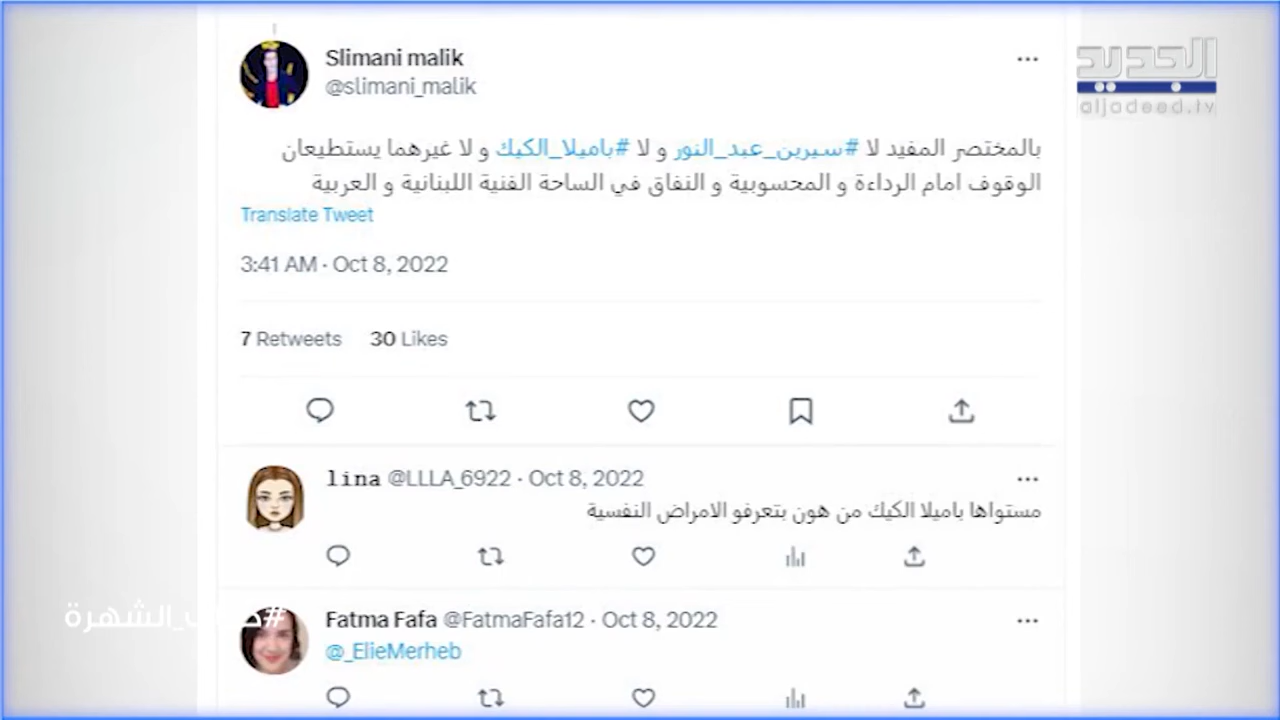 Slimani malik
@slimani_malik
الجديد
aljadeed.tv
بالمختصر المفيد لا #سيرين_عبد_النور و لا #باميلا_الكيك و لا غيرهما يستطيعان
الوقوف امام الرداءة و المحسوبية و النفاق في الساحة الفنية اللبنانية و العربية
Translate Tweet
3:41 AM · Oct 8, 2022
7 Retweets 30 Likes
lina @LLLA_6922 · Oct 8, 2022
مستواها باميلا الكيك من هون بتعرفو الامراض النفسية
Fatma Fafa @FatmaFafa12 · Oct 8, 2022
@_ElieMerheb